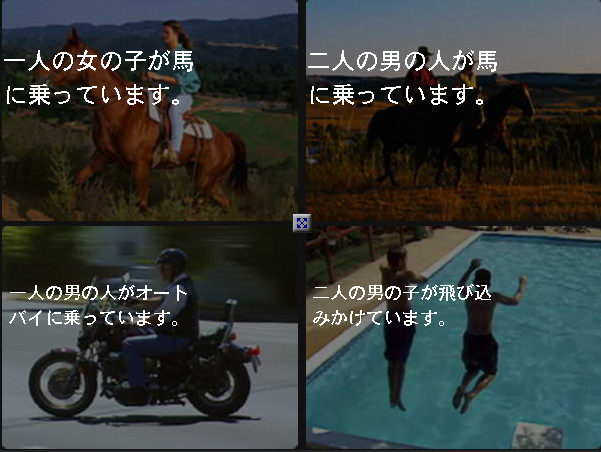 一人の女の子が馬
に乗っています。
二人の男の人が馬
に乗っています。
一人の男の人がオート
バイに乗っています。
二人の男の子が飛び込
みかけています。